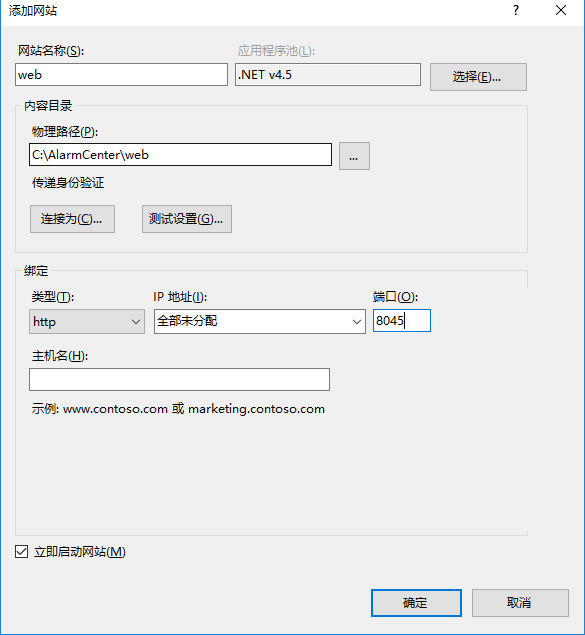 添加网站 ?
网站名称(S): 应用程序池(L):
web .NET v4.5 选择(E)...
内容目录
物理路径(P):
C:\AlarmCenter\web ...
传递身份验证
连接为(C)... 测试设置(G)...
绑定
类型(T): IP 地址(I): 端口(O):
http 全部未分配 8045
主机名(H):
示例: www.contoso.com 或 marketing.contoso.com
立即启动网站(M)
确定 取消